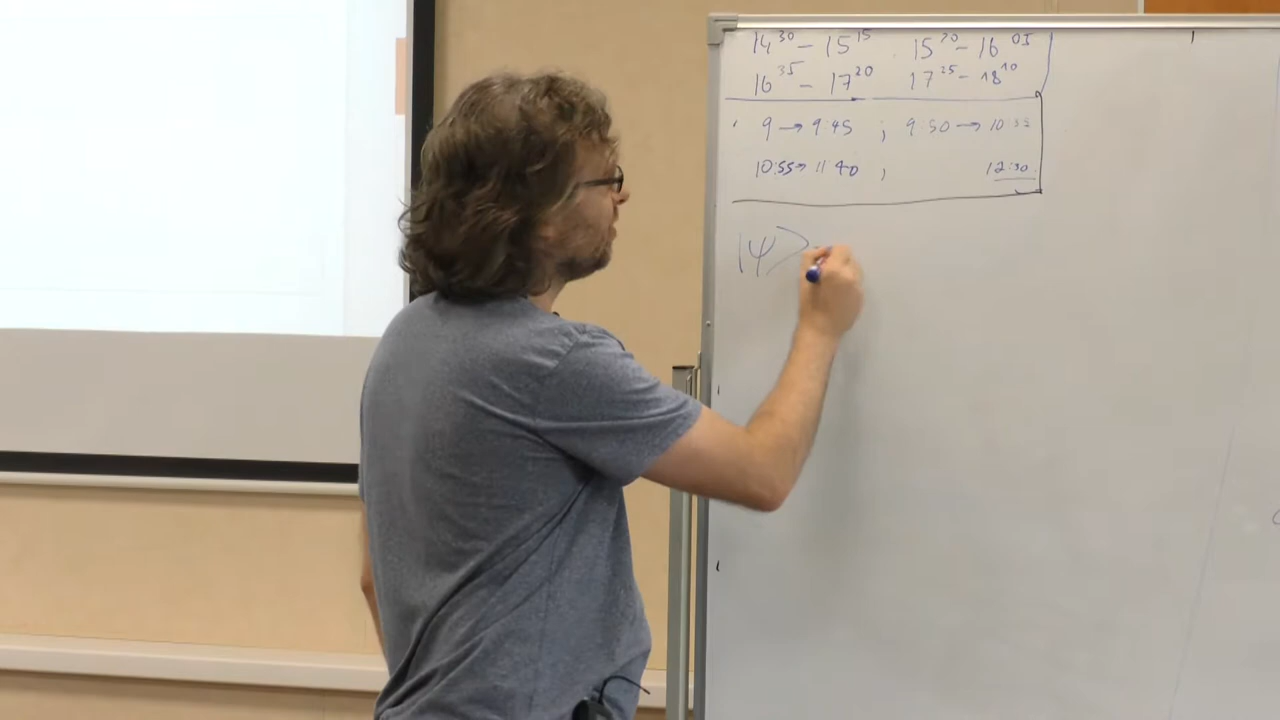 14³⁰ – 15¹⁵ 15²⁰ – 16⁰⁵
16³⁵ – 17²⁰ 17²⁵ – 18¹⁰
9 → 9:45 ; 9:50 → 10:35
10:55 → 11:40 ; 12:30
|ψ⟩